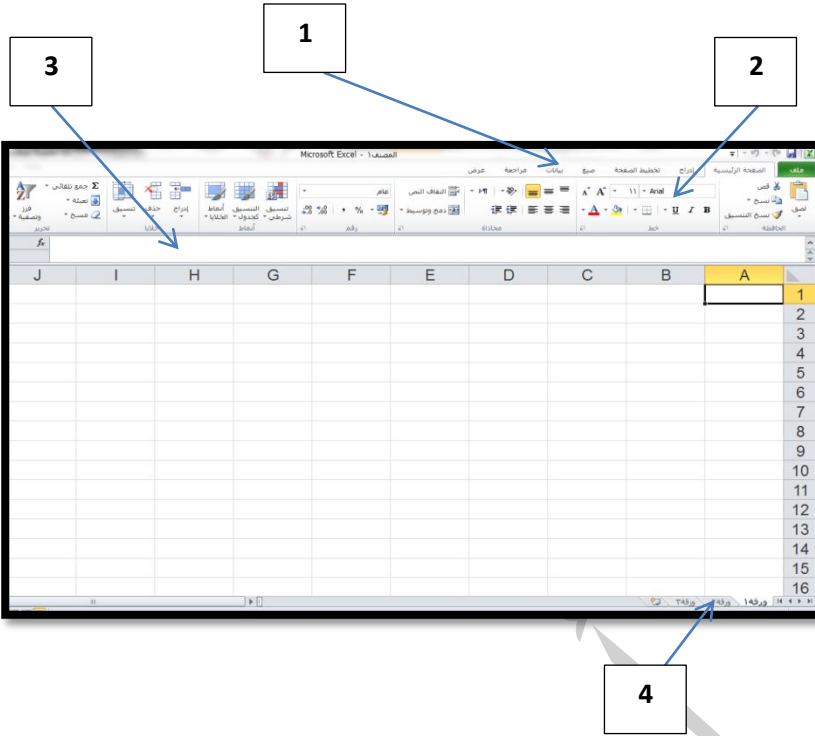 1
3
2
المصنف١ - Microsoft Excel
ملف الصفحة الرئيسية إدراج تخطيط الصفحة صيغ بيانات مراجعة عرض
لصق
قص
نسخ
نسخ التنسيق
الحافظة
Arial ١١
B I U
خط
محاذاة
التفاف النص
دمج وتوسيط
عام
%
رقم
تنسيق شرطي
التنسيق كجدول
أنماط الخلايا
أنماط
إدراج
حذف
تنسيق
خلايا
Σ جمع تلقائي
تعبئة
مسح
فرز وتصفية
تحرير
fx
A B C D E F G H I J
1
2
3
4
5
6
7
8
9
10
11
12
13
14
15
16
ورقة١ ورقة٣
4